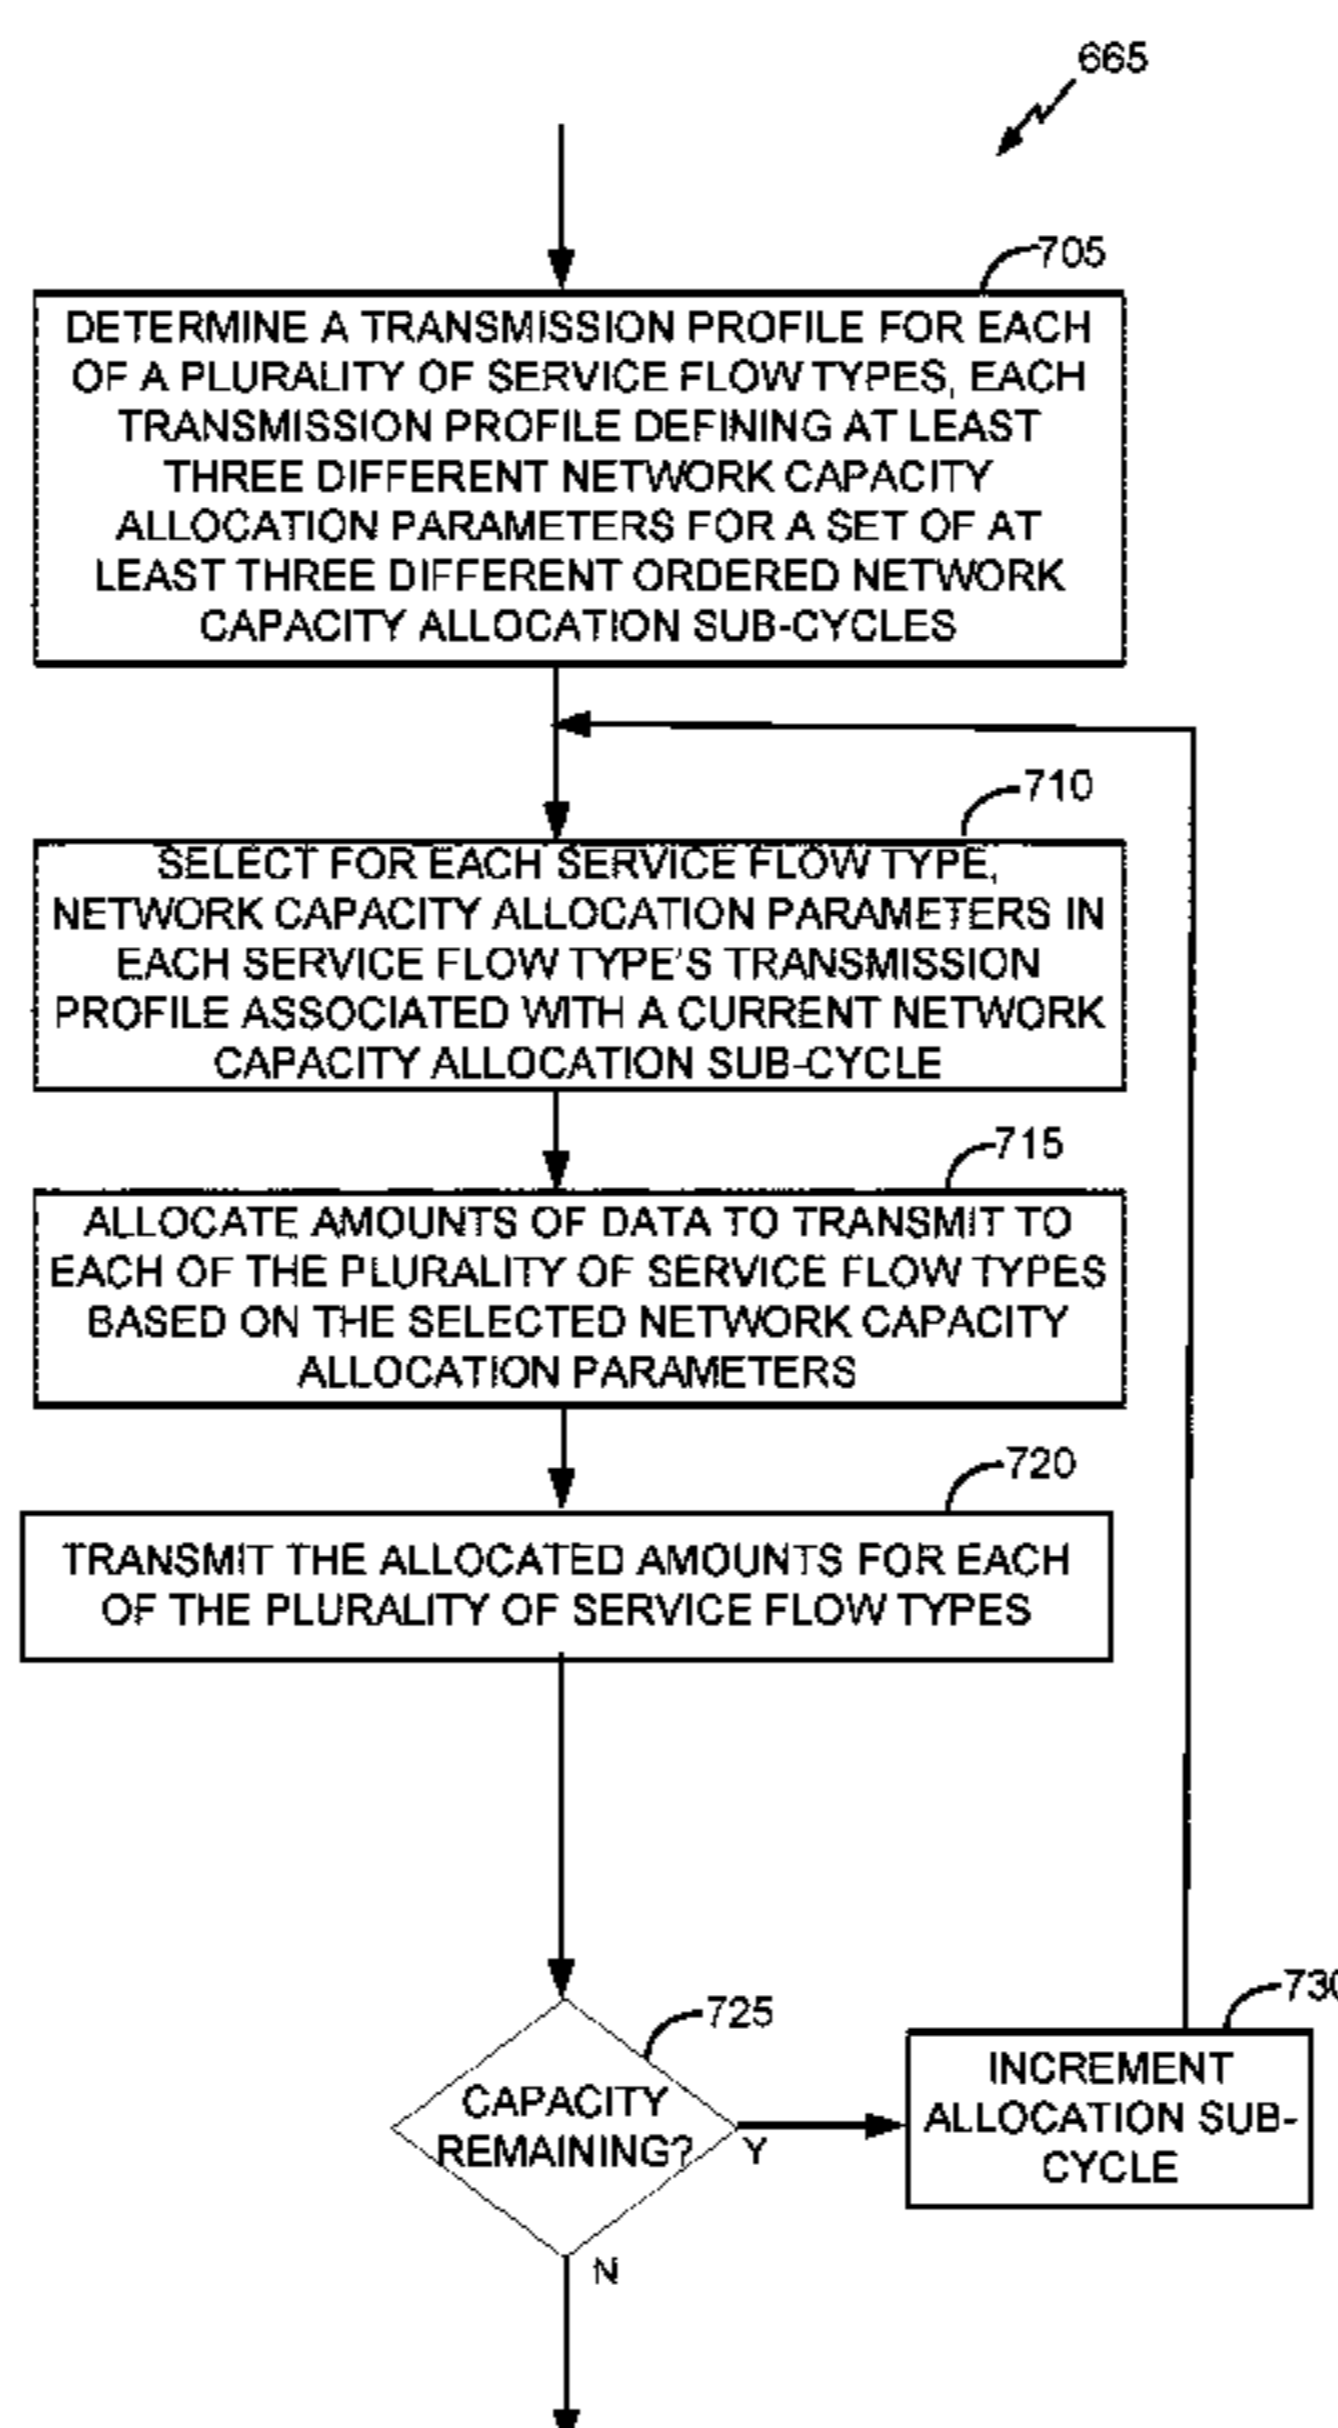 665
705
DETERMINE A TRANSMISSION PROFILE FOR EACH
OF A PLURALITY OF SERVICE FLOW TYPES, EACH
TRANSMISSION PROFILE DEFINING AT LEAST
THREE DIFFERENT NETWORK CAPACITY
ALLOCATION PARAMETERS FOR A SET OF AT
LEAST THREE DIFFERENT ORDERED NETWORK
CAPACITY ALLOCATION SUB-CYCLES
710
SELECT FOR EACH SERVICE FLOW TYPE,
NETWORK CAPACITY ALLOCATION PARAMETERS IN
EACH SERVICE FLOW TYPE'S TRANSMISSION
PROFILE ASSOCIATED WITH A CURRENT NETWORK
CAPACITY ALLOCATION SUB-CYCLE
715
ALLOCATE AMOUNTS OF DATA TO TRANSMIT TO
EACH OF THE PLURALITY OF SERVICE FLOW TYPES
BASED ON THE SELECTED NETWORK CAPACITY
ALLOCATION PARAMETERS
720
TRANSMIT THE ALLOCATED AMOUNTS FOR EACH
OF THE PLURALITY OF SERVICE FLOW TYPES
725
CAPACITY
REMAINING?
Y
N
730
INCREMENT
ALLOCATION SUB-
CYCLE